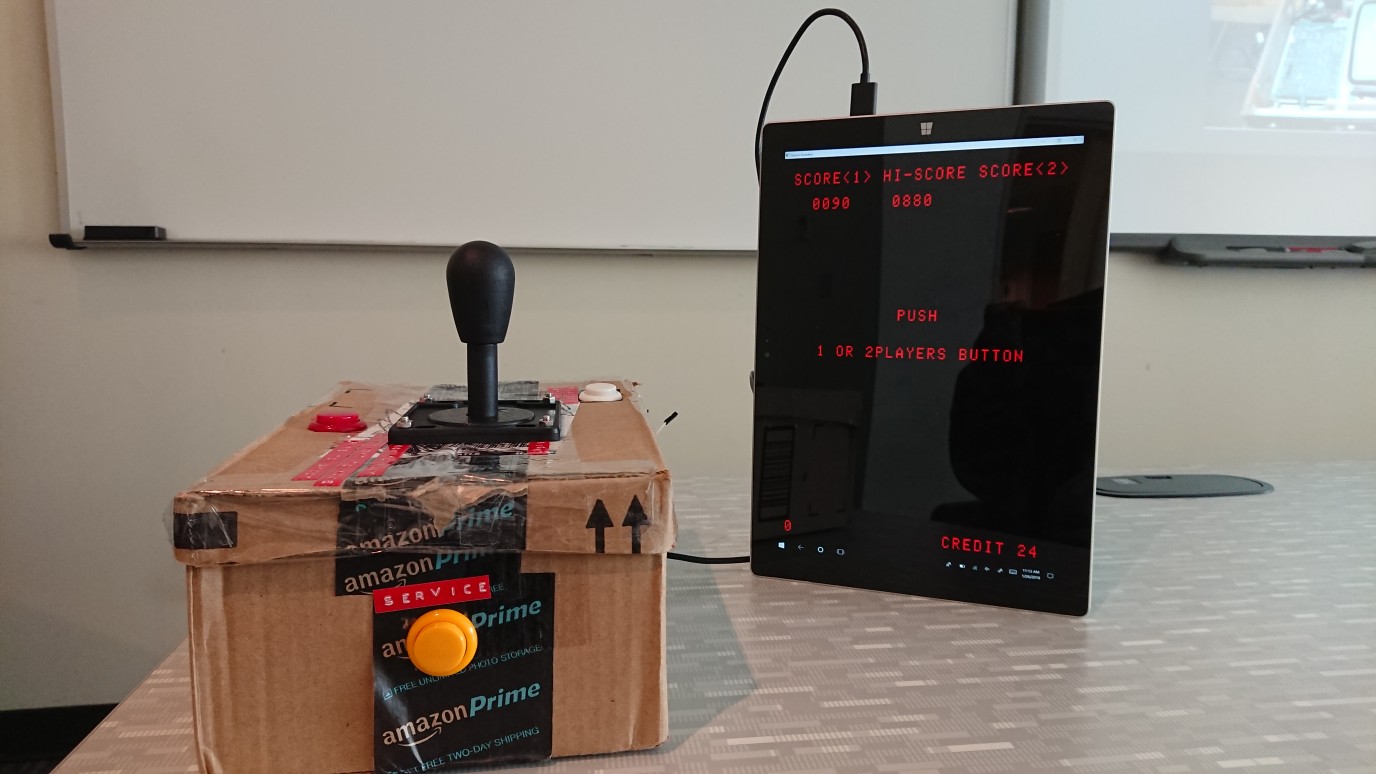 SCORE<1> HI-SCORE SCORE<2>
0090 0880
PUSH
1 OR 2PLAYERS BUTTON
0
CREDIT 24
amazonPrime
amazonPrime
SERVICE
Prime
FREE UNLIMITED PHOTO STORAGE
amazonPrime
FREE TWO-DAY SHIPPING